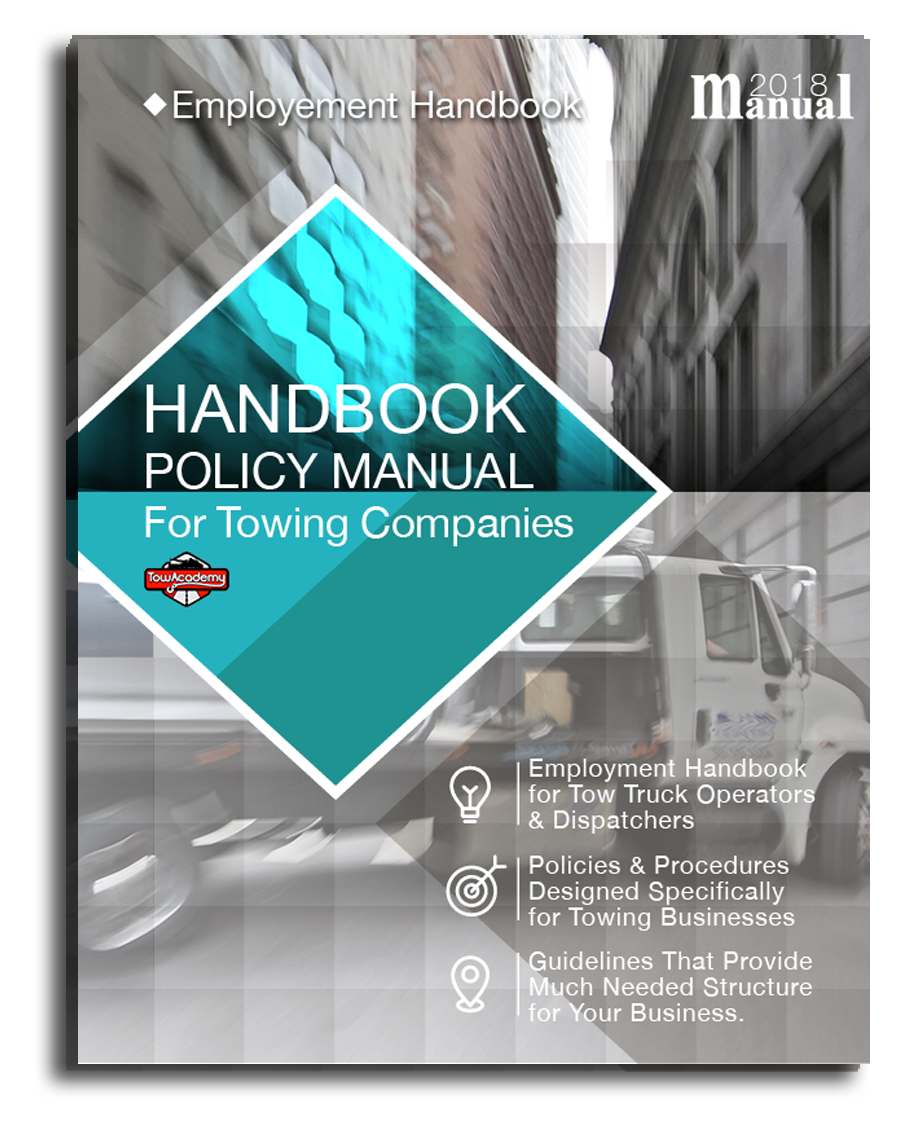 Employement Handbook
2018
manual
HANDBOOK
POLICY MANUAL
For Towing Companies
TowAcademy
Employment Handbook
for Tow Truck Operators
& Dispatchers
Policies & Procedures
Designed Specifically
for Towing Businesses
Guidelines That Provide
Much Needed Structure
for Your Business.